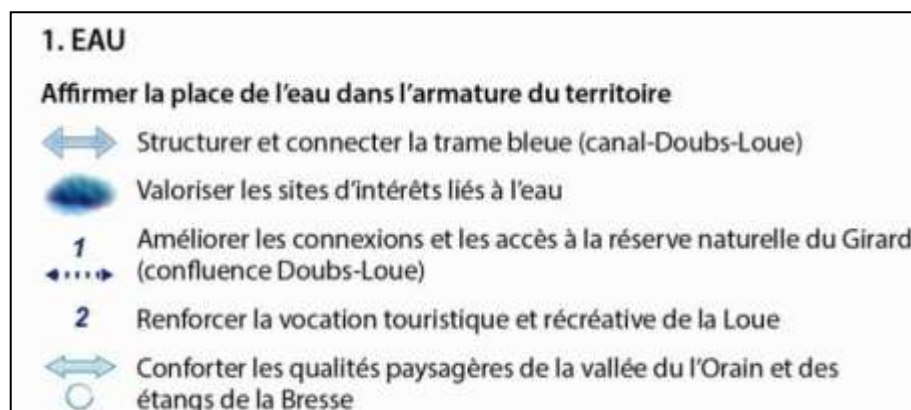 1. EAU
Affirmer la place de l'eau dans l'armature du territoire
Structurer et connecter la trame bleue (canal-Doubs-Loue)
Valoriser les sites d'intérêts liés à l'eau
1 Améliorer les connexions et les accès à la réserve naturelle du Girard
(confluence Doubs-Loue)
2 Renforcer la vocation touristique et récréative de la Loue
Conforter les qualités paysagères de la vallée du l'Orain et des
étangs de la Bresse